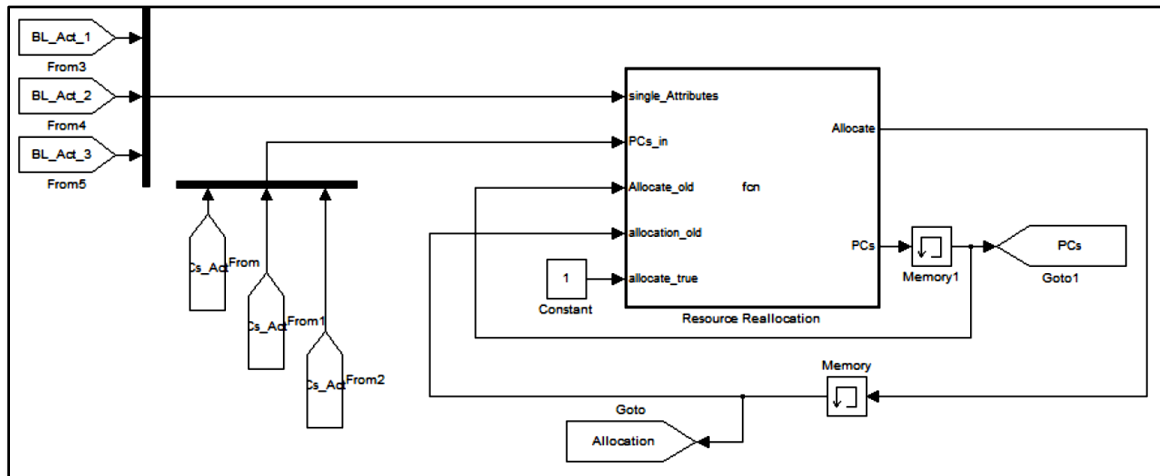 BL_Act_1
From3
BL_Act_2
From4
BL_Act_3
From5
Cs_Act
From
Cs_Act
From1
Cs_Act
From2
single_Attributes
PCs_in
Allocate_old
allocation_old
allocate_true
fcn
Allocate
PCs
Resource Reallocation
1
Constant
Memory1
PCs
Goto1
Memory
Goto
Allocation